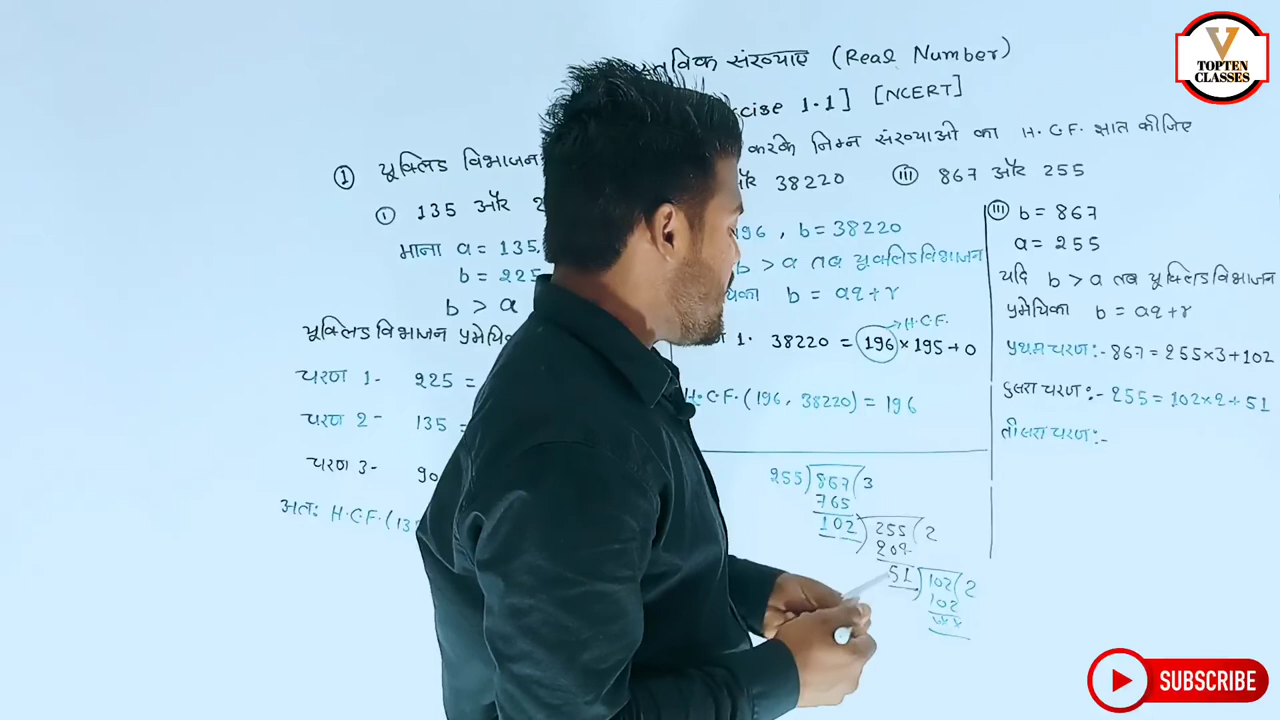 संख्याए (Real Number)
1.1] [NCERT]
① यूक्लिड विभाजन करके निम्न संख्याओ का H.C.F. ज्ञात कीजिए
① 135 और 38220 ⓘⓘⓘ 867 और 255
माना a = 135,
b = 225
b > a
यूक्लिड विभाजन प्रमेयिका
चरण 1- 225 =
चरण 2- 135 =
चरण 3- 90
अतः H.C.F. (13
196, b = 38220
b > a तब यूक्लिड विभाजन
b = aq + r
→ H.C.F.
1. 38220 = 196 × 195 + 0
H.C.F. (196, 38220) = 196
ⓘⓘⓘ b = 867
a = 255
यदि b > a तब यूक्लिड विभाजन
प्रमेयिका b = aq + r
प्रथम चरण :- 867 = 255 × 3 + 102
दुसरा चरण :- 255 = 102 × 2 + 51
तीसरा चरण :-
255 ) 867 ( 3
765
102 ) 255 ( 2
204
51 ) 102 ( 2
102
V
TOPTEN
CLASSES
SUBSCRIBE